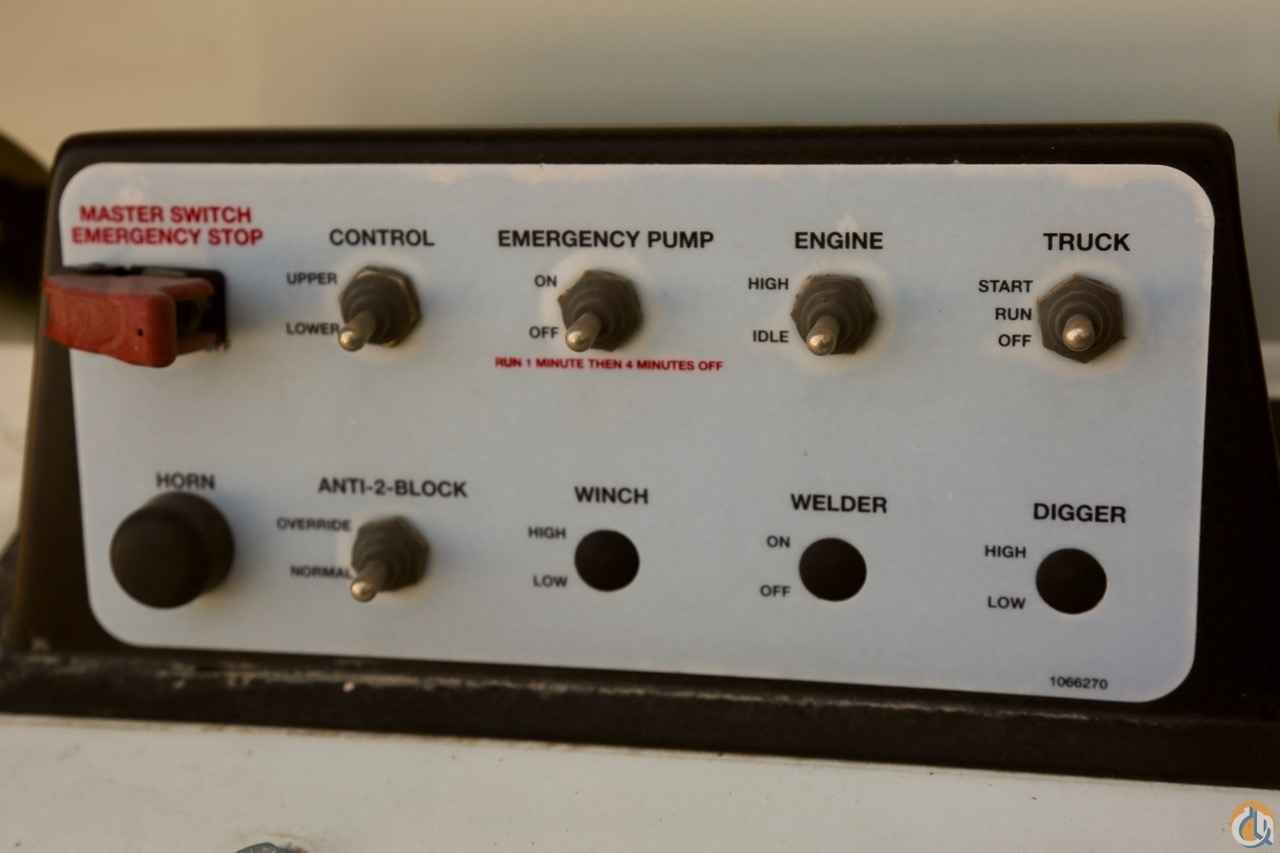 MASTER SWITCH
EMERGENCY STOP
CONTROL
UPPER
LOWER
EMERGENCY PUMP
ON
OFF
RUN 1 MINUTE THEN 4 MINUTES OFF
ENGINE
HIGH
IDLE
TRUCK
START
RUN
OFF
HORN
ANTI-2-BLOCK
OVERRIDE
NORMAL
WINCH
HIGH
LOW
WELDER
ON
OFF
DIGGER
HIGH
LOW
1066270